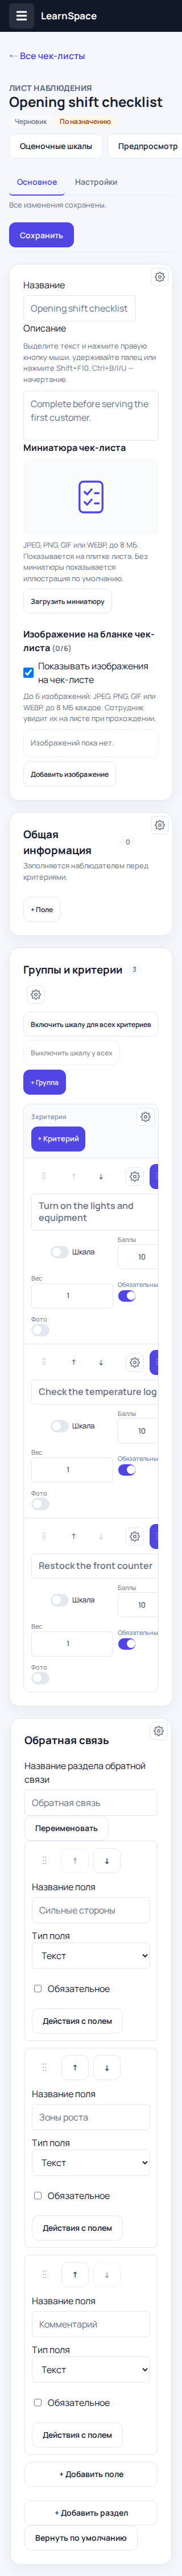 LearnSpace
← Все чек-листы
ЛИСТ НАБЛЮДЕНИЯ
Opening shift checklist
Черновик
По назначению
Оценочные шкалы
Предпросмотр
Основное
Настройки
Все изменения сохранены.
Сохранить
Название
Opening shift checklist
Описание
Выделите текст и нажмите правую
кнопку мыши, удерживайте палец или
нажмите Shift+F10. Ctrl+B/I/U —
начертание.
Complete before serving the
first customer.
Миниатюра чек-листа
JPEG, PNG, GIF или WEBP, до 8 МБ.
Показывается на плитке листа. Без
миниатюры показывается
иллюстрация по умолчанию.
Загрузить миниатюру
Изображение на бланке чек-
листа (0/6)
Показывать изображения
на чек-листе
До 6 изображений: JPEG, PNG, GIF или
WEBP, до 8 МБ каждое. Сотрудник
увидит их на листе при прохождении.
Изображений пока нет.
Добавить изображение
Общая
информация
0
Заполняется наблюдателем перед
критериями.
+ Поле
Группы и критерии
3
Включить шкалу для всех критериев
Выключить шкалу у всех
+ Группа
3 критерия
+ Критерий
↑
↓
Turn on the lights and
equipment
Шкала
Баллы
10
Вес
1
Обязательны
Фото
↑
↓
Check the temperature log
Шкала
Баллы
10
Вес
1
Обязательны
Фото
↑
↓
Restock the front counter
Шкала
Баллы
10
Вес
1
Обязательны
Фото
Обратная связь
Название раздела обратной
связи
Обратная связь
Переименовать
↑
↓
Название поля
Сильные стороны
Тип поля
Текст
Обязательное
Действия с полем
↑
↓
Название поля
Зоны роста
Тип поля
Текст
Обязательное
Действия с полем
↑
↓
Название поля
Комментарий
Тип поля
Текст
Обязательное
Действия с полем
+ Добавить поле
+ Добавить раздел
Вернуть по умолчанию